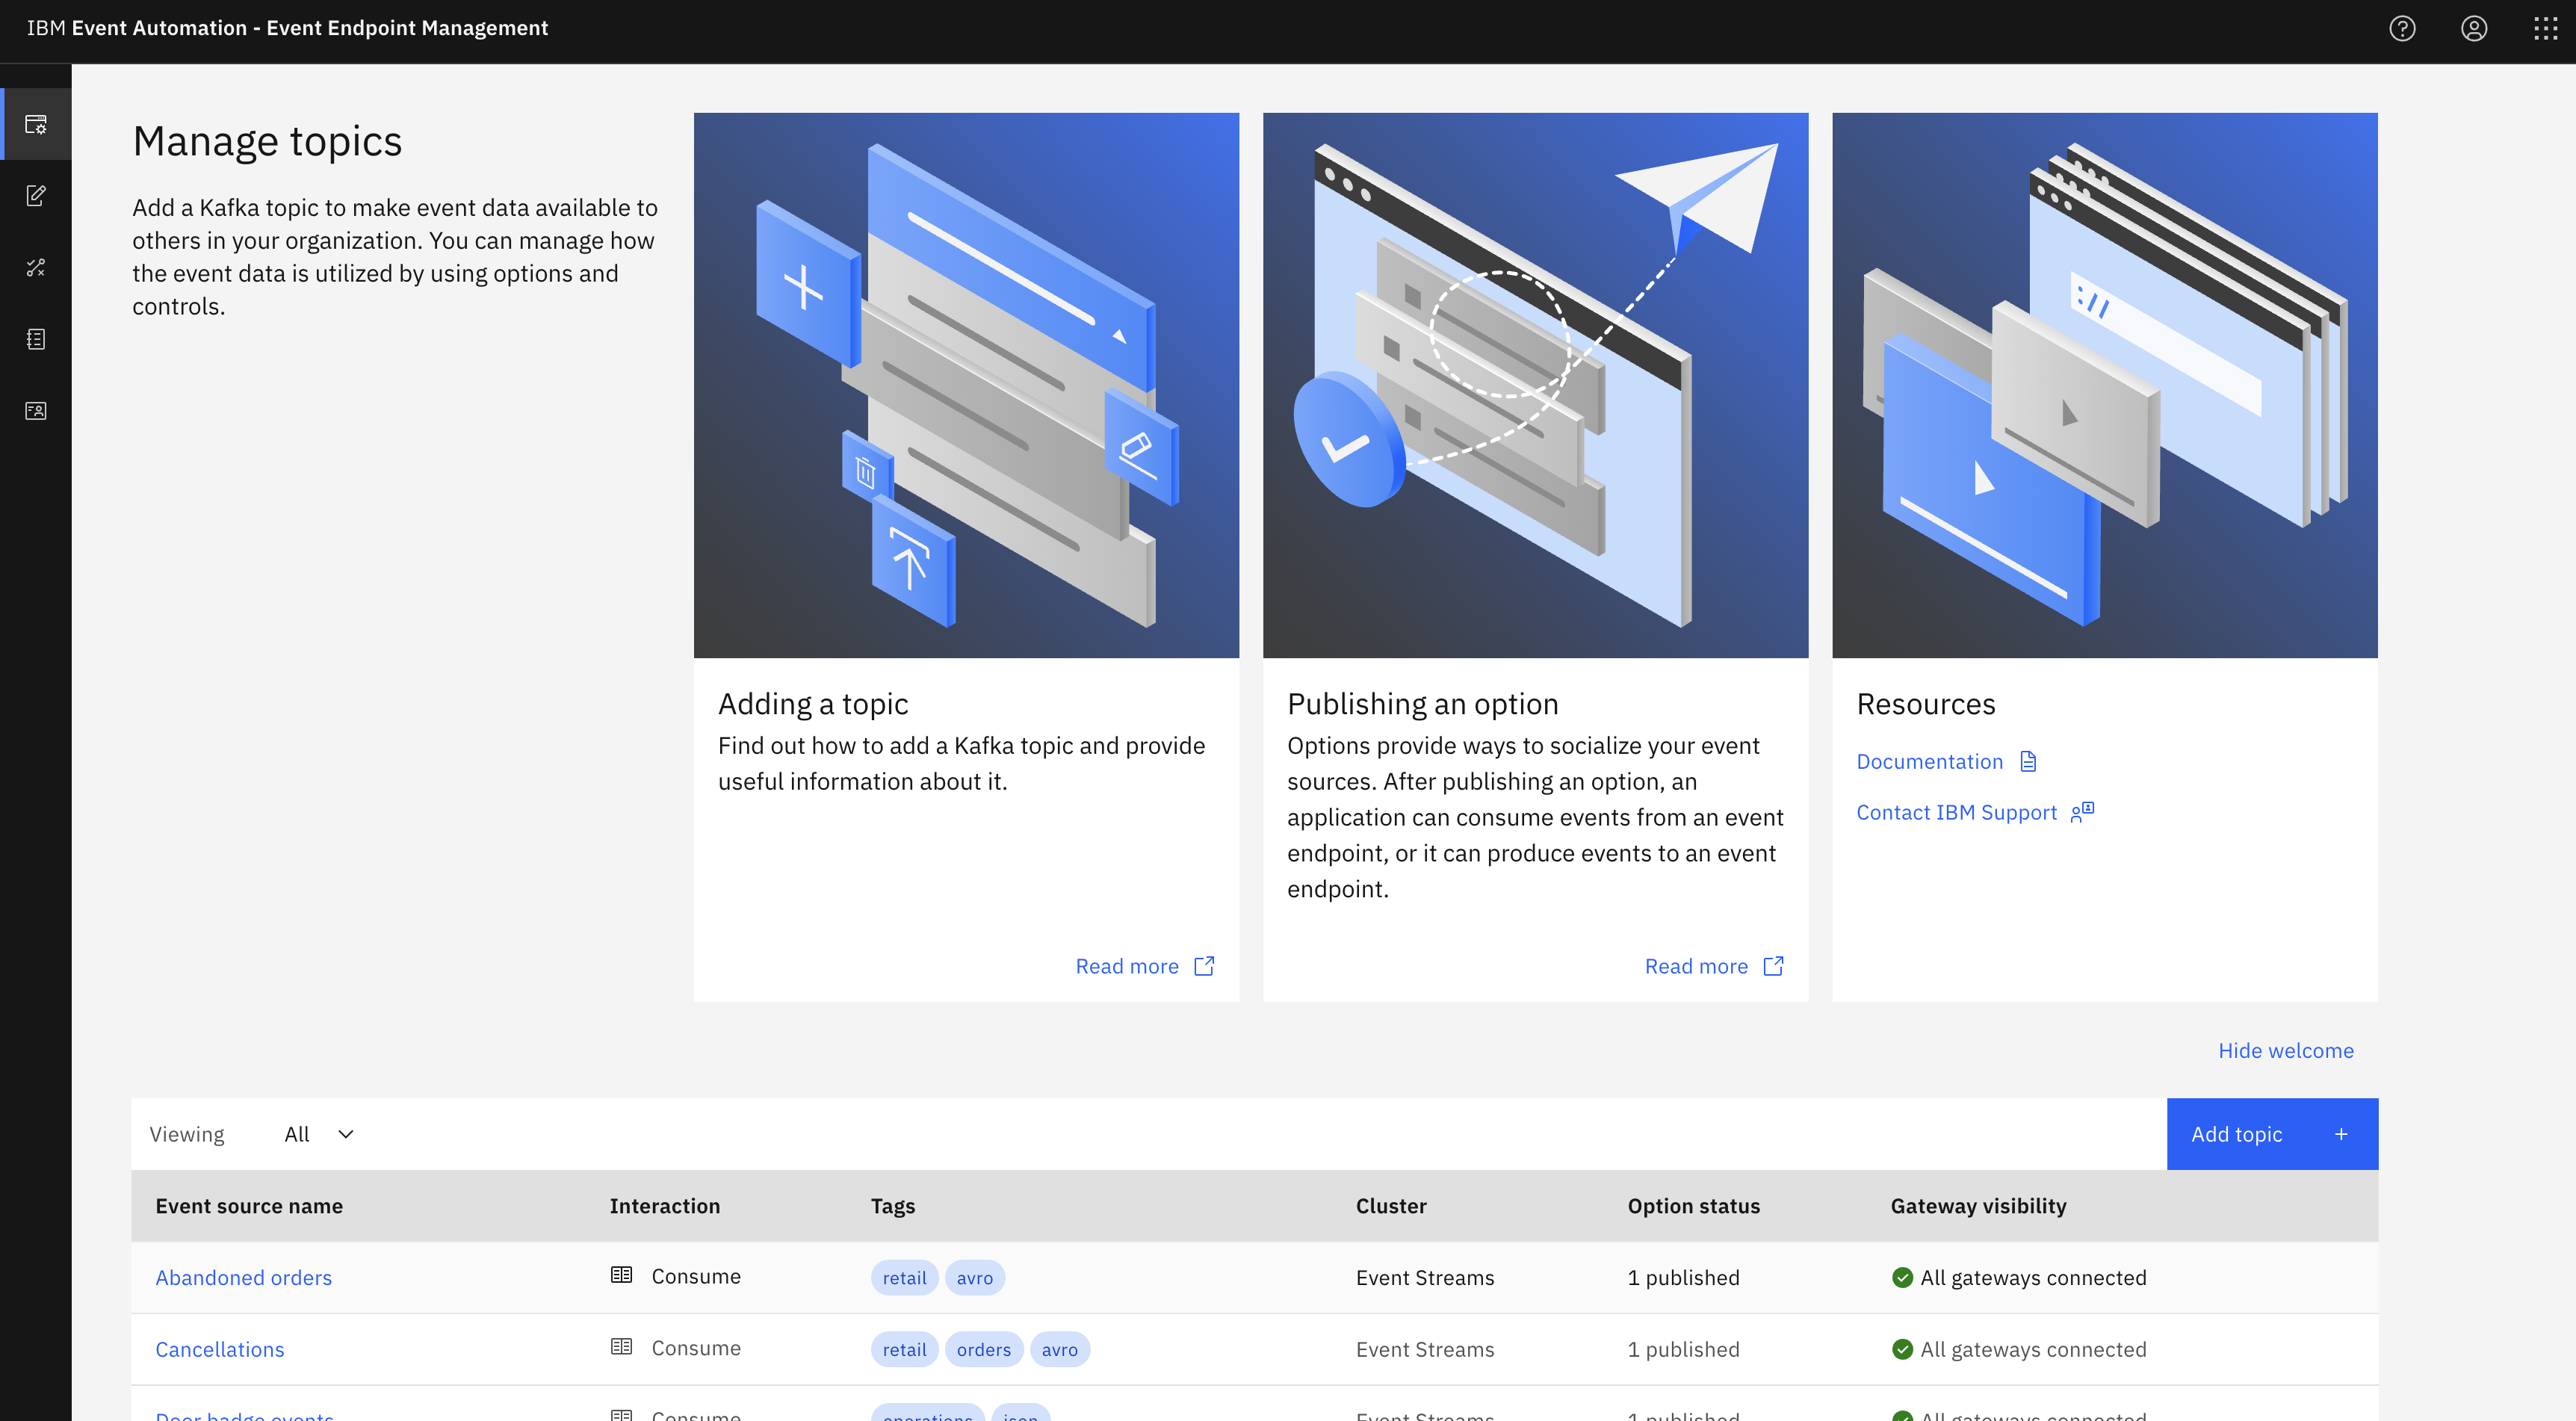 IBM Event Automation - Event Endpoint Management
Manage topics
Add a Kafka topic to make event data available to
others in your organization. You can manage how
the event data is utilized by using options and
controls.
://
Adding a topic
Find out how to add a Kafka topic and provide
useful information about it.
Read more
Publishing an option
Options provide ways to socialize your event
sources. After publishing an option, an
application can consume events from an event
endpoint, or it can produce events to an event
endpoint.
Read more
Resources
Documentation
Contact IBM Support
Hide welcome
Viewing All
Add topic +
Event source name Interaction Tags Cluster Option status Gateway visibility
Abandoned orders Consume retail avro Event Streams 1 published All gateways connected
Cancellations Consume retail orders avro Event Streams 1 published All gateways connected
Door badge events Consume operations json Event Streams 1 published All gateways connected